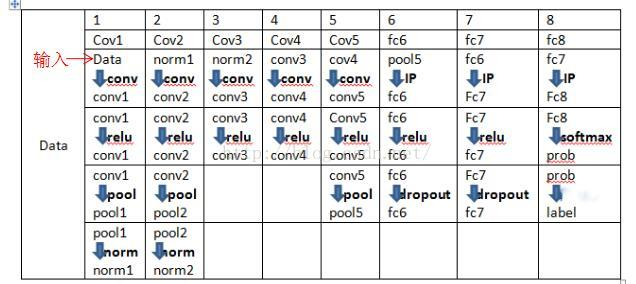 1 2 3 4 5 6 7 8
Cov1 Cov2 Cov3 Cov4 Cov5 fc6 fc7 fc8
输入 Data norm1 norm2 conv3 cov4 pool5 fc6 fc7
conv conv conv conv conv IP IP IP
conv1 conv2 conv3 conv4 conv5 fc6 Fc7 Fc8
Data conv1 conv2 conv3 conv4 Conv5 fc6 Fc7 Fc8
relu relu relu relu relu relu relu softmax
conv1 conv2 conv3 conv4 conv5 fc6 fc7 prob
conv1 conv2 conv5 fc6 Fc7 prob
pool pool pool dropout dropout
pool1 pool2 pool5 fc6 fc7 label
pool1 pool2
norm norm
norm1 norm2